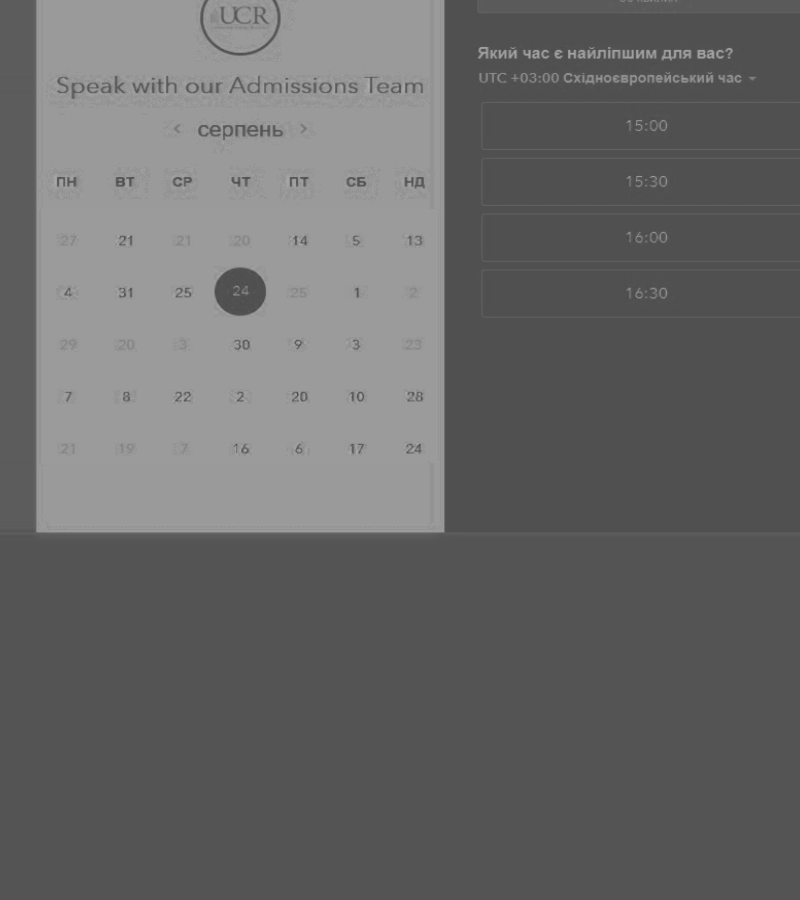 UCR
Speak with our Admissions Team
< серпень >
ПН ВТ СР ЧТ ПТ СБ НД
27 21 21 20 14 5 13
4 31 25 24 25 1 2
29 20 3 30 9 3 23
7 8 22 2 20 10 28
21 19 7 16 6 17 24
Який час є найліпшим для вас?
UTC +03:00 Східноєвропейський час
15:00
15:30
16:00
16:30